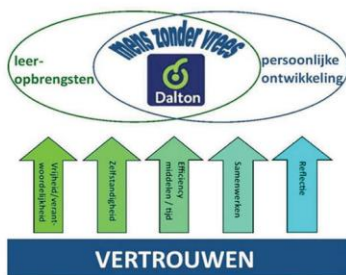 mens zonder vrees
leer-
opbrengsten
persoonlijke
ontwikkeling
Dalton
Vrijheid/verant-
woordelijkheid
Zelfstandigheid
Efficiency
middelen / tijd
Samenwerken
Reflectie
VERTROUWEN